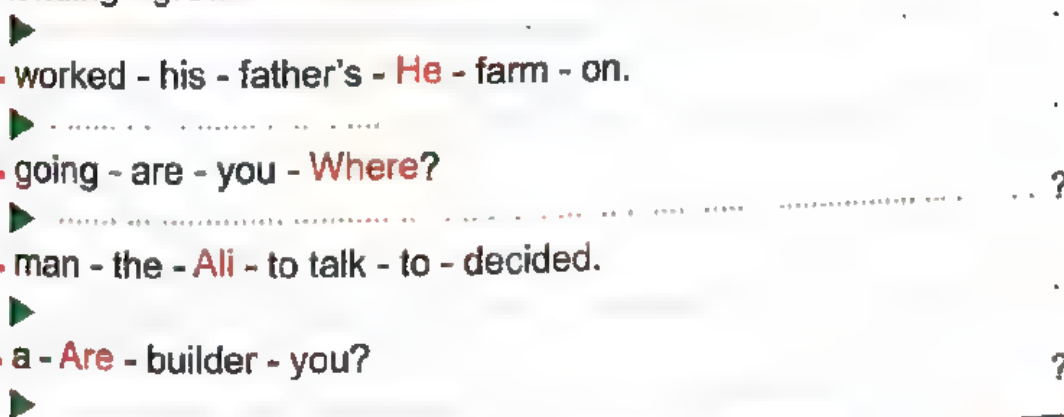 worked - his - father's - He - farm - on.
.
going - are - you - Where?
?
man - the - Ali - to talk - to - decided.
.
a - Are - builder - you?
?